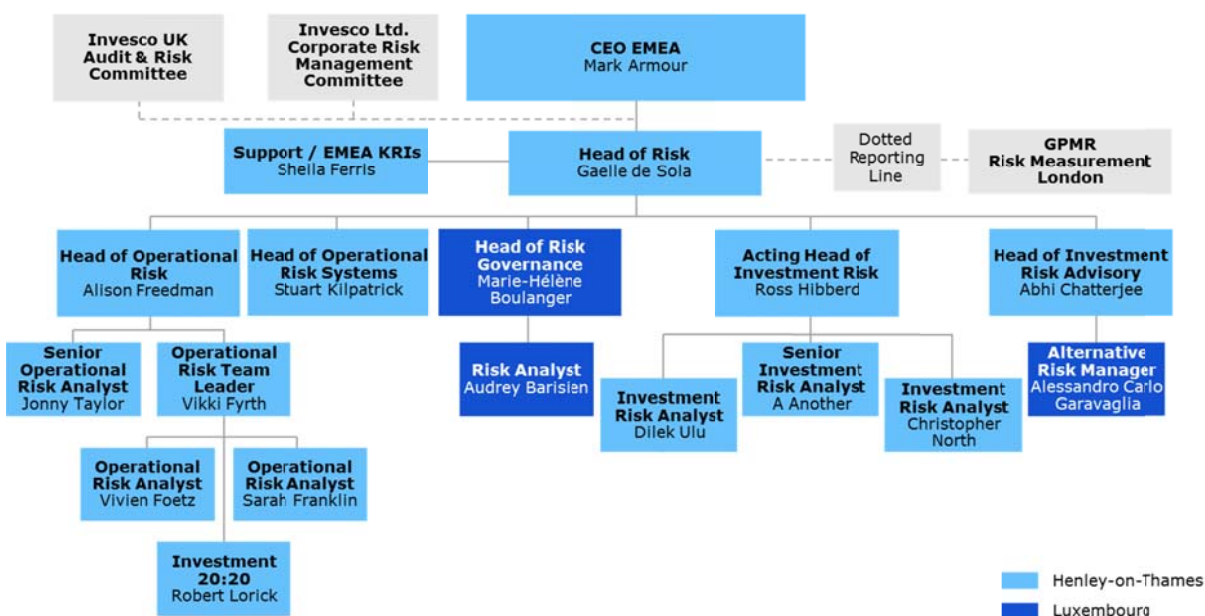 Invesco UK
Audit & Risk
Committee
Invesco Ltd.
Corporate Risk
Management
Committee
CEO EMEA
Mark Armour
Support / EMEA KRIs
Sheila Ferris
Head of Risk
Gaelle de Sola
Dotted
Reporting
Line
GPMR
Risk Measurement
London
Head of Operational
Risk
Alison Freedman
Head of Operational
Risk Systems
Stuart Kilpatrick
Head of Risk
Governance
Marie-Hélène
Boulanger
Acting Head of
Investment Risk
Ross Hibberd
Head of Investment
Risk Advisory
Abhi Chatterjee
Senior
Operational
Risk Analyst
Jonny Taylor
Operational
Risk Team
Leader
Vikki Fyrth
Risk Analyst
Audrey Barisien
Investment
Risk Analyst
Dilek Ulu
Senior
Investment
Risk Analyst
A Another
Investment
Risk Analyst
Christopher
North
Alternative
Risk Manager
Alessandro Carlo
Garavaglia
Operational
Risk Analyst
Vivien Foetz
Operational
Risk Analyst
Sarah Franklin
Investment
20:20
Robert Lorick
Henley-on-Thames
Luxembourg